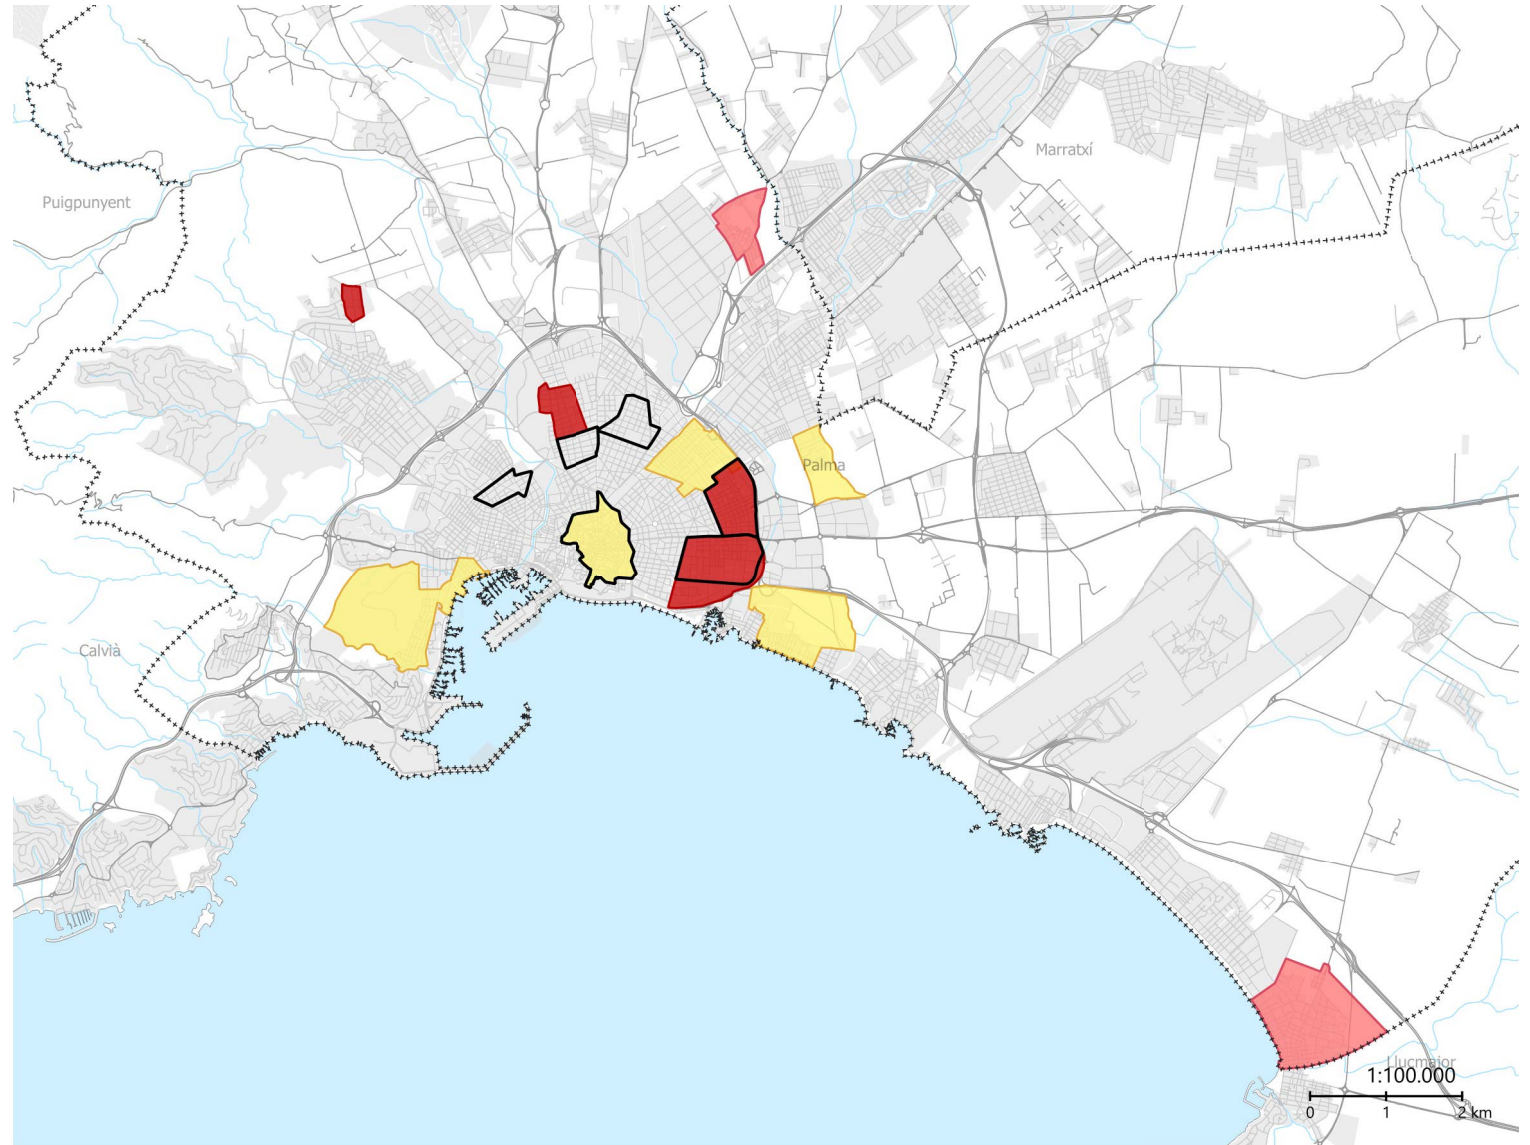 Marratxí
Puigpunyent
Palma
Calvià
Llucmajor
1:100.000
0 1 2 km